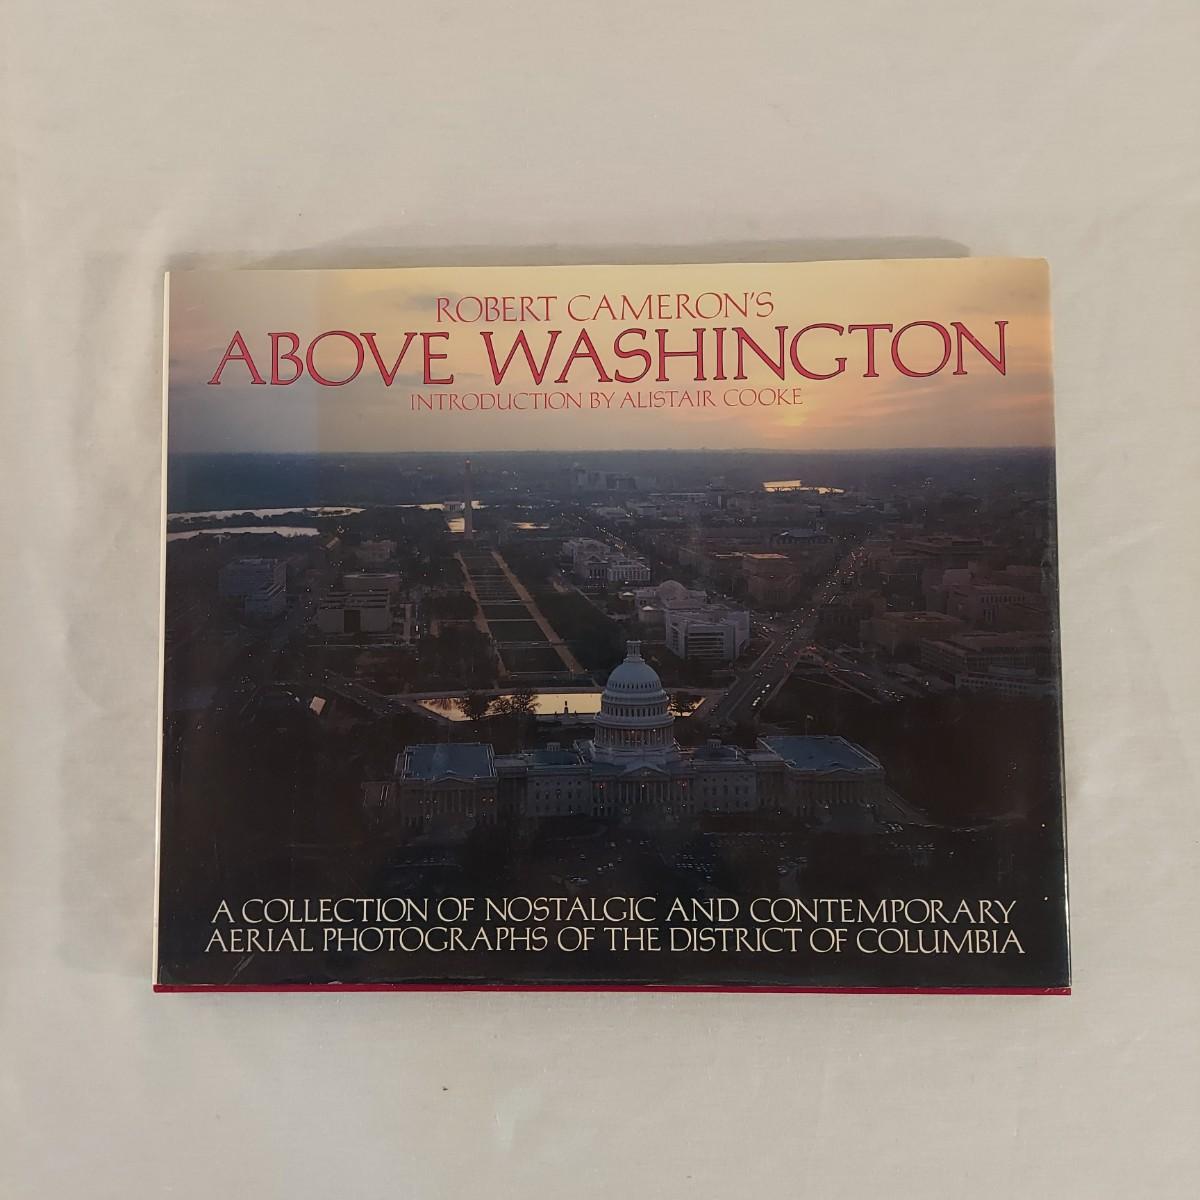 ROBERT CAMERON'S
ABOVE WASHINGTON
INTRODUCTION BY ALISTAIR COOKE
A COLLECTION OF NOSTALGIC AND CONTEMPORARY
AERIAL PHOTOGRAPHS OF THE DISTRICT OF COLUMBIA